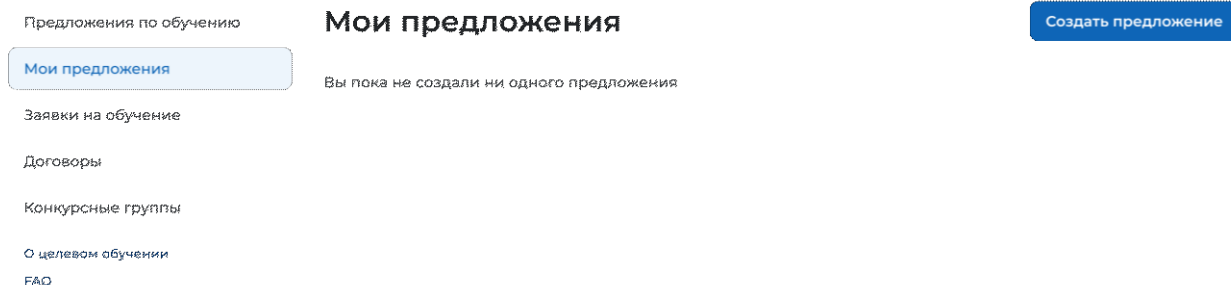 Предложения по обучению
Мои предложения
Заявки на обучение
Договоры
Конкурсные группы
О целевом обучении
FAQ
Мои предложения
Создать предложение
Вы пока не создали ни одного предложения